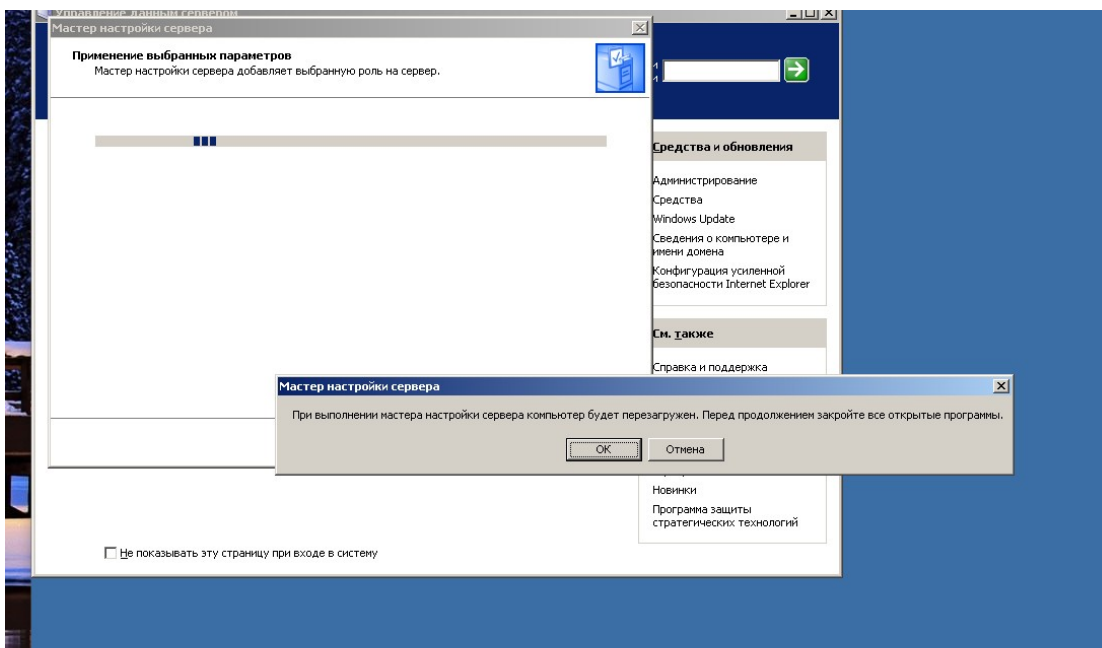 Управление данным сервером
Мастер настройки сервера
Применение выбранных параметров
Мастер настройки сервера добавляет выбранную роль на сервер.
Средства и обновления
Администрирование
Средства
Windows Update
Сведения о компьютере и
имени домена
Конфигурация усиленной
безопасности Internet Explorer
См. также
Справка и поддержка
Мастер настройки сервера
При выполнении мастера настройки сервера компьютер будет перезагружен. Перед продолжением закройте все открытые программы.
OK
Отмена
Новинки
Программа защиты
стратегических технологий
Не показывать эту страницу при входе в систему